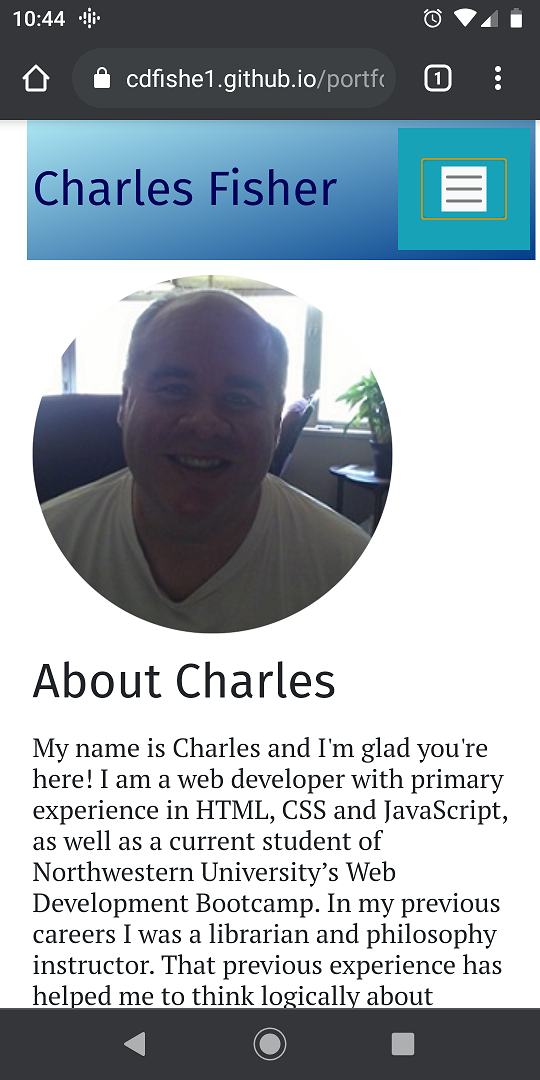 10:44
1
cdfishe1.github.io/portfo
Charles Fisher
About Charles
My name is Charles and I'm glad you're
here! I am a web developer with primary
experience in HTML, CSS and JavaScript,
as well as a current student of
Northwestern University’s Web
Development Bootcamp. In my previous
careers I was a librarian and philosophy
instructor. That previous experience has
helped me to think logically about